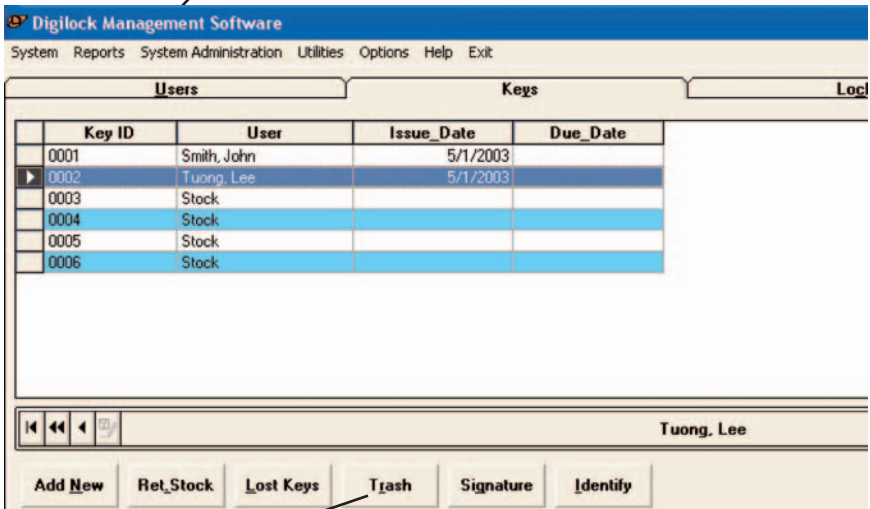 Digilock Management Software
System Reports System Administration Utilities Options Help Exit
Users Keys Loc
Key ID User Issue_Date Due_Date
0001 Smith, John 5/1/2003
0002 Tuong, Lee 5/1/2003
0003 Stock
0004 Stock
0005 Stock
0006 Stock
Tuong, Lee
Add New Ret_Stock Lost Keys Trash Signature Identify